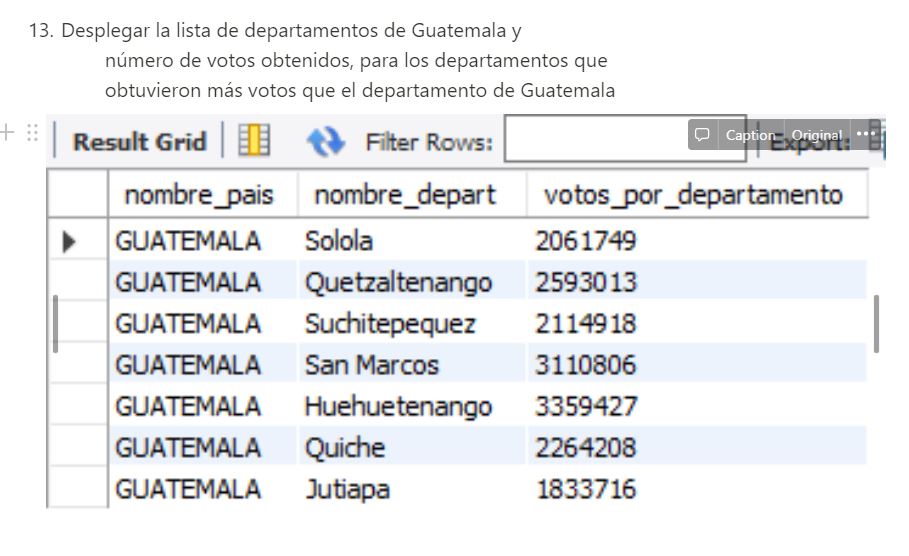 13. Desplegar la lista de departamentos de Guatemala y
número de votos obtenidos, para los departamentos que
obtuvieron más votos que el departamento de Guatemala
Result Grid Filter Rows: Caption Original Export:
nombre_pais nombre_depart votos_por_departamento
GUATEMALA Solola 2061749
GUATEMALA Quetzaltenango 2593013
GUATEMALA Suchitepequez 2114918
GUATEMALA San Marcos 3110806
GUATEMALA Huehuetenango 3359427
GUATEMALA Quiche 2264208
GUATEMALA Jutiapa 1833716